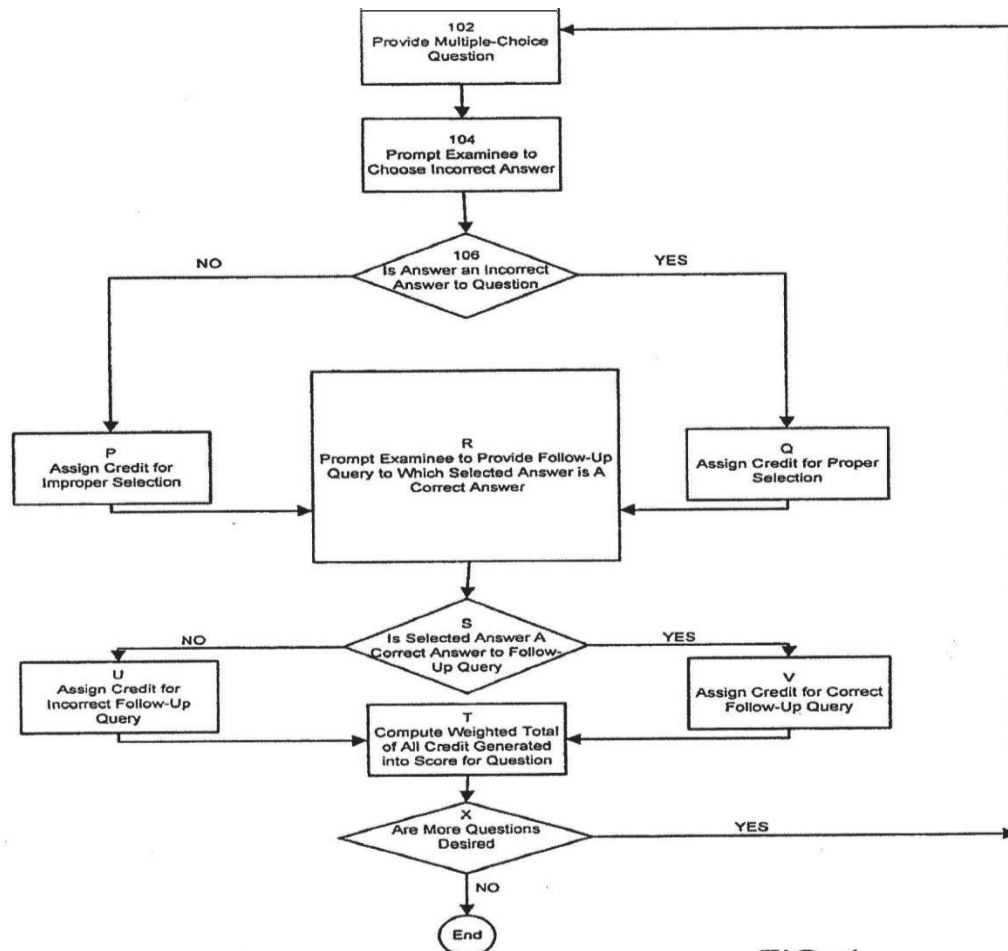 102
Provide Multiple-Choice
Question
104
Prompt Examinee to
Choose Incorrect Answer
106
Is Answer an Incorrect
Answer to Question
NO
YES
P
Assign Credit for
Improper Selection
R
Prompt Examinee to Provide Follow-Up
Query to Which Selected Answer is A
Correct Answer
Q
Assign Credit for Proper
Selection
S
Is Selected Answer A
Correct Answer to Follow-
Up Query
NO
YES
U
Assign Credit for
Incorrect Follow-Up
Query
V
Assign Credit for Correct
Follow-Up Query
T
Compute Weighted Total
of All Credit Generated
into Score for Question
X
Are More Questions
Desired
YES
NO
End